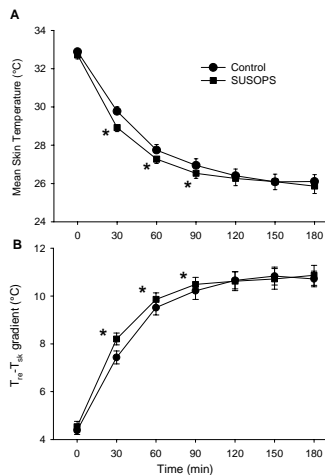 A
34
32
30
28
26
24
Mean Skin Temperature (°C)
Control
SUSOPS
*
*
*
0 30 60 90 120 150 180
B
12
10
8
6
4
Tre-Tsk gradient (°C)
*
*
*
0 30 60 90 120 150 180
Time (min)